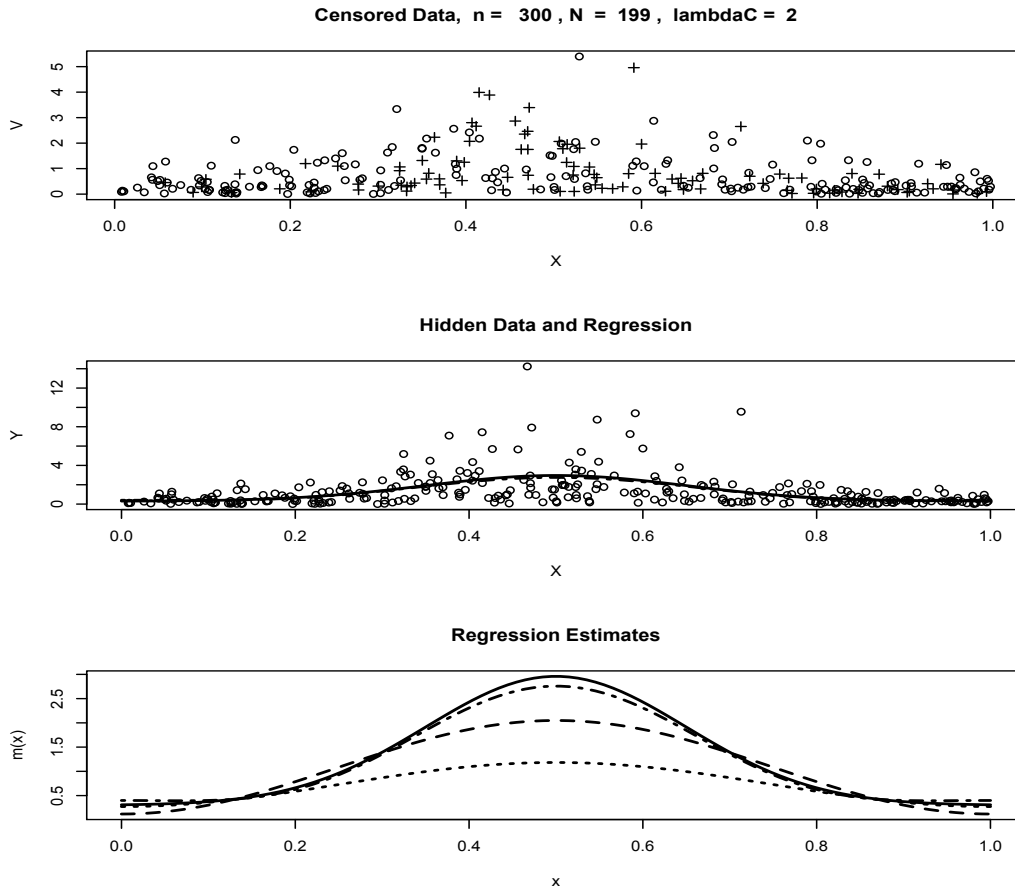 Censored Data, n = 300 , N = 199 , lambdaC = 2
V
0 1 2 3 4 5
0.0 0.2 0.4 0.6 0.8 1.0
X
Hidden Data and Regression
Y
0 4 8 12
0.0 0.2 0.4 0.6 0.8 1.0
X
Regression Estimates
m(x)
0.5 1.5 2.5
0.0 0.2 0.4 0.6 0.8 1.0
x